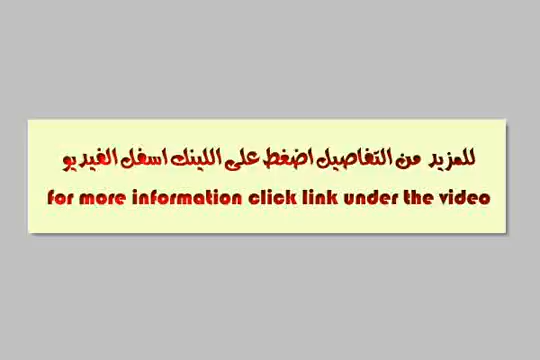 للمزيد من التفاصيل اضغط على اللينك اسفل الفيديو
for more information click link under the video